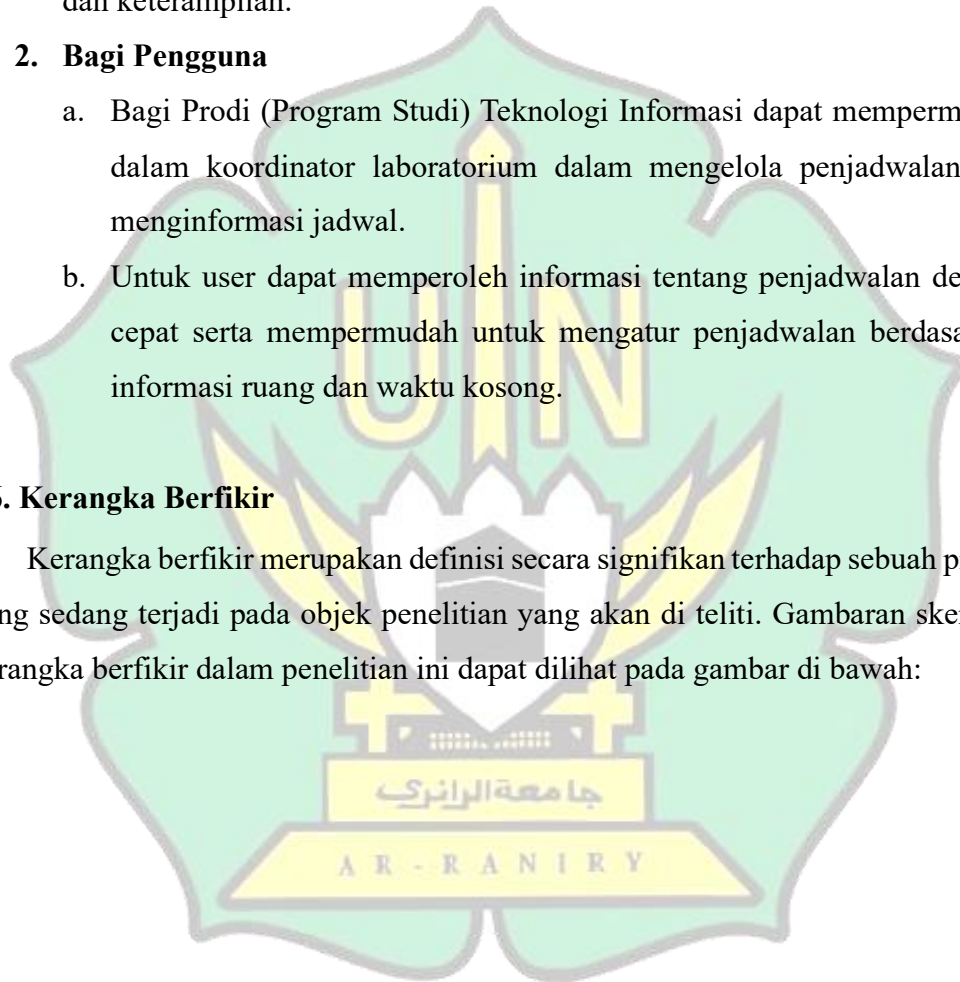 dan keterampilan.
2. Bagi Pengguna
a. Bagi Prodi (Program Studi) Teknologi Informasi dapat memperm
dalam koordinator laboratorium dalam mengelola penjadwalan
menginformasi jadwal.
b. Untuk user dapat memperoleh informasi tentang penjadwalan de
cepat serta mempermudah untuk mengatur penjadwalan berdasa
informasi ruang dan waktu kosong.
. Kerangka Berfikir
Kerangka berfikir merupakan definisi secara signifikan terhadap sebuah p
ng sedang terjadi pada objek penelitian yang akan di teliti. Gambaran ske
rangka berfikir dalam penelitian ini dapat dilihat pada gambar di bawah:
UIN
جامعة الرانري
AR-RANIRY